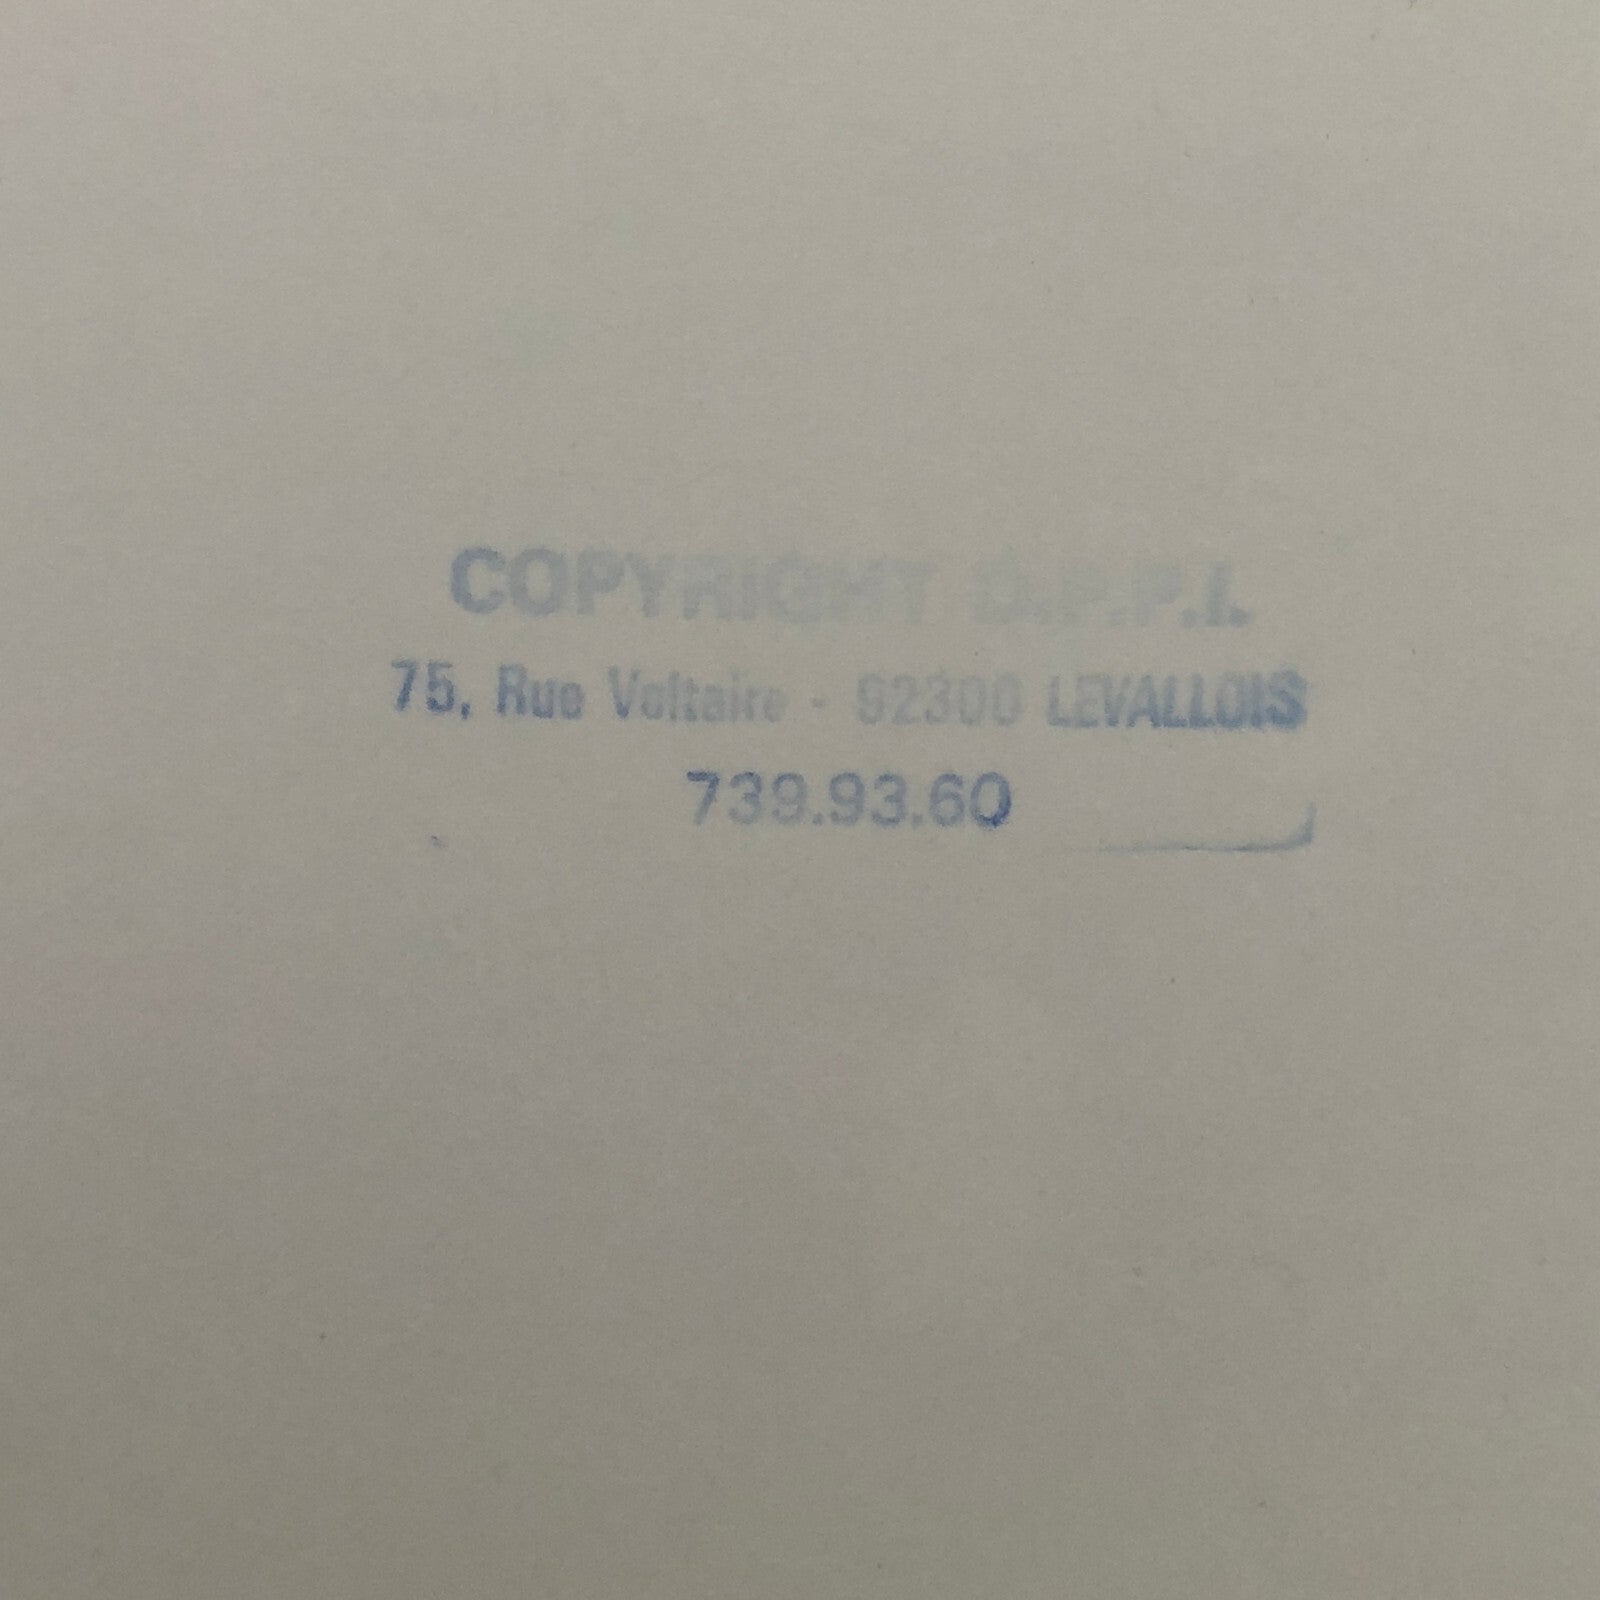 COPYRIGHT D.P.P.I.
75, Rue Voltaire - 92300 LEVALLOIS
739.93.60